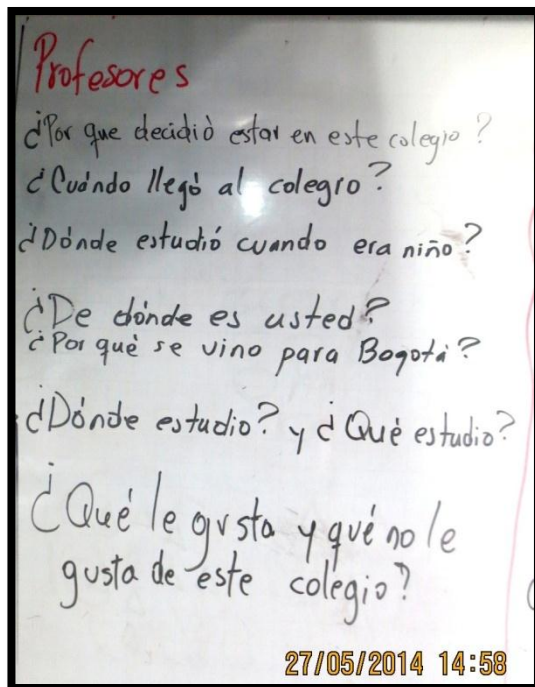 Profesores
¿Por que decidió estar en este colegio?
¿Cuándo llegó al colegro?
¿Dónde estudió cuando era niño?
¿De dónde es usted?
¿Por qué se vino para Bogotá?
¿Dónde estudio? y ¿Qué estudio?
¿Qué le gusta y qué no le
gusta de este colegio?
27/05/2014 14:58